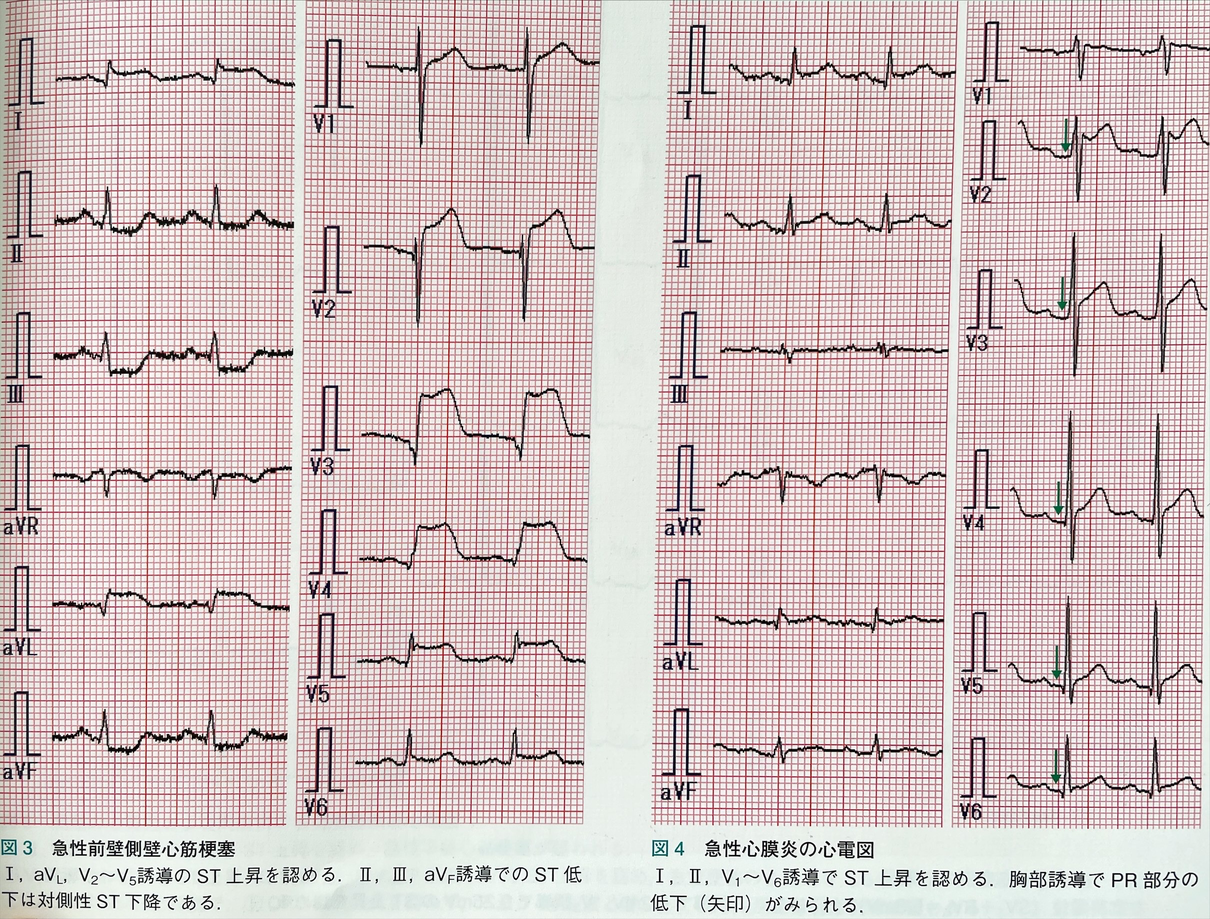 I
II
III
aVR
aVL
aVF
V1
V2
V3
V4
V5
V6
図3 急性前壁側壁心筋梗塞
I, aVL, V2〜V5誘導のST上昇を認める. II, III, aVF誘導でのST低
下は対側性ST下降である.
I
II
III
aVR
aVL
aVF
V1
V2
V3
V4
V5
V6
図4 急性心膜炎の心電図
I, II, V1〜V6誘導でST上昇を認める. 胸部誘導でPR部分の
低下(矢印)がみられる.